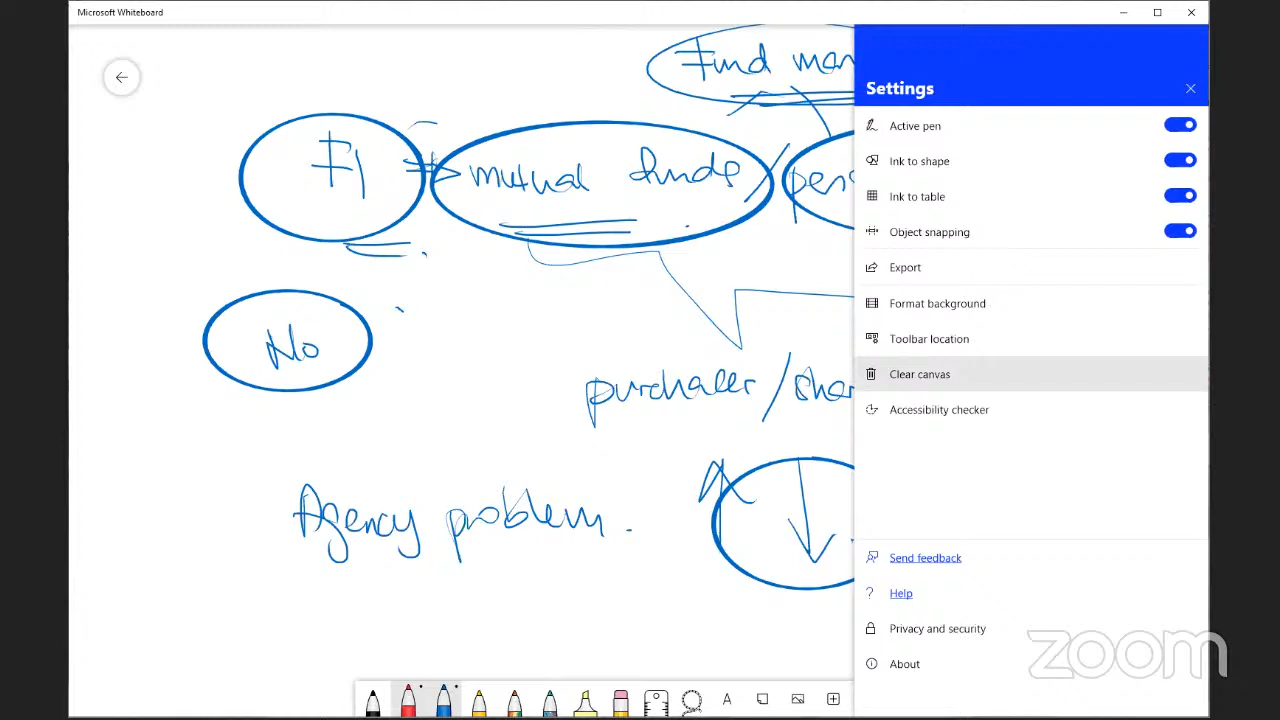 Microsoft Whiteboard
Find man
Settings
FI mutual funds / pens
No
purchaser / shar
Agency problem.
Active pen
Ink to shape
Ink to table
Object snapping
Export
Format background
Toolbar location
Clear canvas
Accessibility checker
Send feedback
Help
Privacy and security
About
zoom